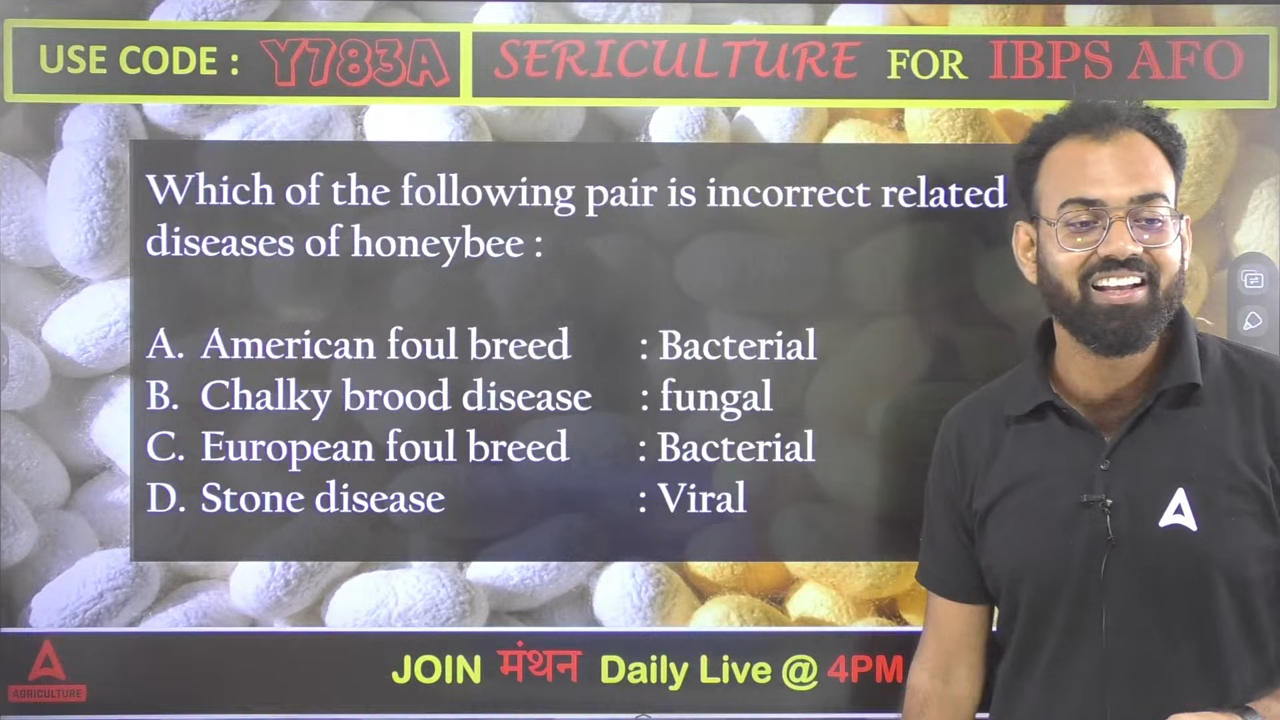 USE CODE : Y783A
SERICULTURE FOR IBPS AFO
Which of the following pair is incorrect related
diseases of honeybee :
A. American foul breed : Bacterial
B. Chalky brood disease : fungal
C. European foul breed : Bacterial
D. Stone disease : Viral
AGRICULTURE
JOIN मंथन Daily Live @ 4PM